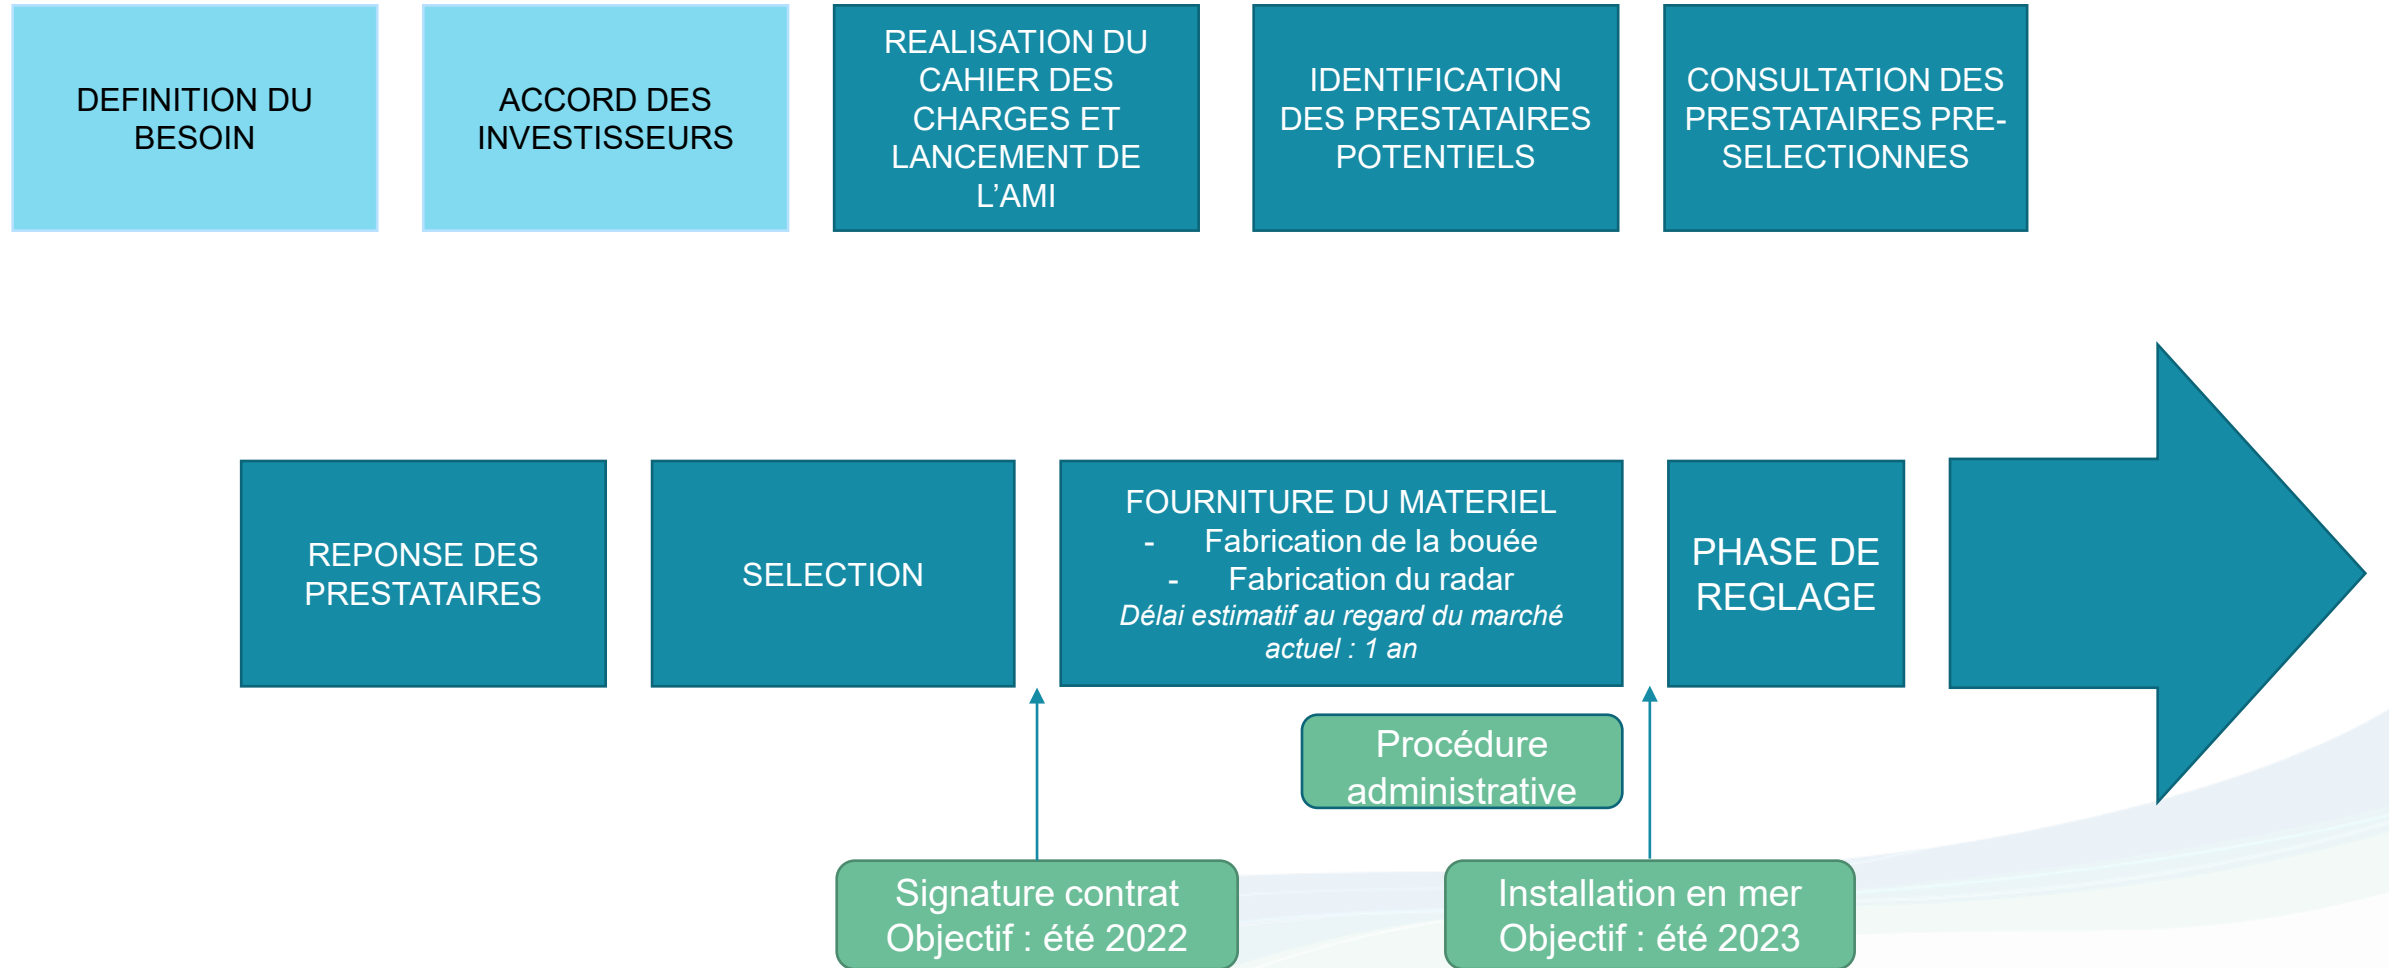 DEFINITION DU
BESOIN
ACCORD DES
INVESTISSEURS
REALISATION DU
CAHIER DES
CHARGES ET
LANCEMENT DE
L’AMI
IDENTIFICATION
DES PRESTATAIRES
POTENTIELS
CONSULTATION DES
PRESTATAIRES PRE-
SELECTIONNES
REPONSE DES
PRESTATAIRES
SELECTION
FOURNITURE DU MATERIEL
- Fabrication de la bouée
- Fabrication du radar
Délai estimatif au regard du marché
actuel : 1 an
PHASE DE
REGLAGE
Procédure
administrative
Signature contrat
Objectif : été 2022
Installation en mer
Objectif : été 2023